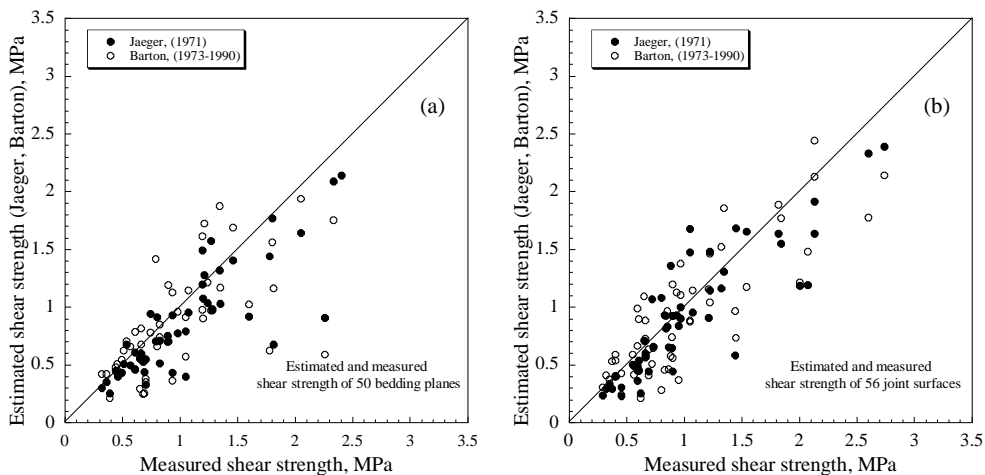 Estimated shear strength (Jaeger, Barton), MPa
3.5
3
2.5
2
1.5
1
0.5
0
Jaeger, (1971)
Barton, (1973-1990)
(a)
Estimated and measured
shear strength of 50 bedding planes
0 0.5 1 1.5 2 2.5 3 3.5
Measured shear strength, MPa
Estimated shear strength (Jaeger, Barton), MPa
3.5
3
2.5
2
1.5
1
0.5
0
Jaeger, (1971)
Barton, (1973-1990)
(b)
Estimated and measured
shear strength of 56 joint surfaces
0 0.5 1 1.5 2 2.5 3 3.5
Measured shear strength, MPa